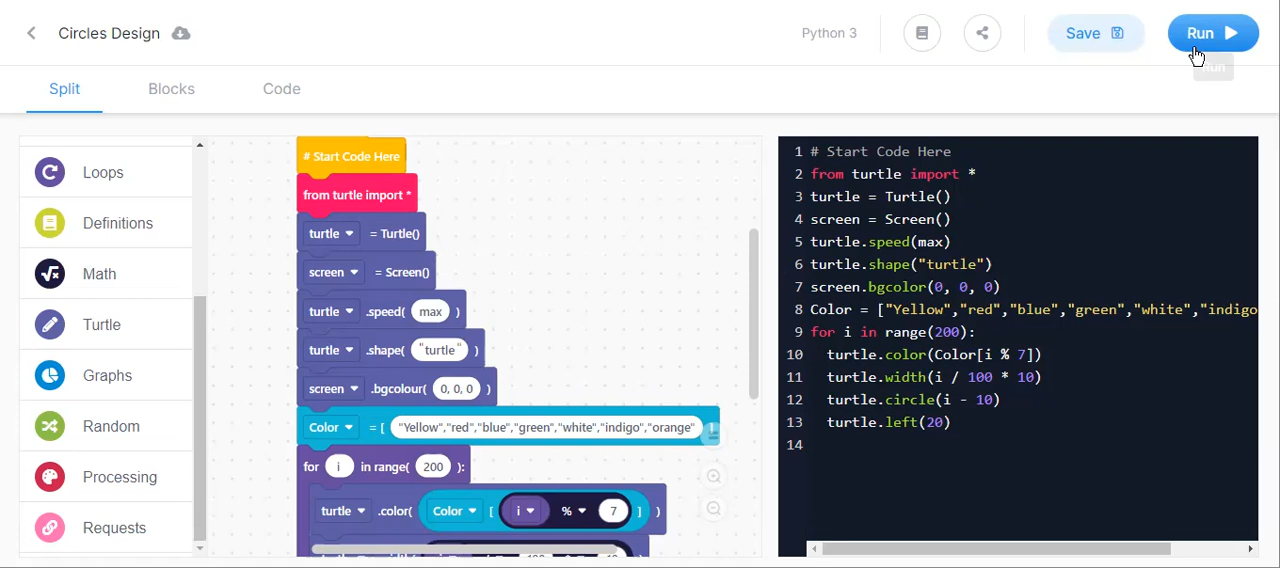 Circles Design
Python 3
Save
Run
Run
Split
Blocks
Code
Loops
Definitions
Math
Turtle
Graphs
Random
Processing
Requests
# Start Code Here
from turtle import *
turtle = Turtle()
screen = Screen()
turtle .speed( max )
turtle .shape( "turtle" )
screen .bgcolour( 0, 0, 0 )
Color = [ "Yellow","red","blue","green","white","indigo","orange"
for i in range( 200 ):
turtle .color( Color [ i % 7 ] )
1 # Start Code Here
2 from turtle import *
3 turtle = Turtle()
4 screen = Screen()
5 turtle.speed(max)
6 turtle.shape("turtle")
7 screen.bgcolor(0, 0, 0)
8 Color = ["Yellow","red","blue","green","white","indigo
9 for i in range(200):
10 turtle.color(Color[i % 7])
11 turtle.width(i / 100 * 10)
12 turtle.circle(i - 10)
13 turtle.left(20)
14